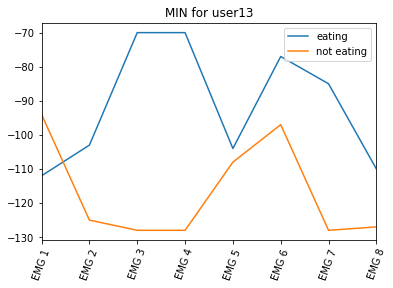 MIN for user13
eating
not eating
−70
−80
−90
−100
−110
−120
−130
EMG 1
EMG 2
EMG 3
EMG 4
EMG 5
EMG 6
EMG 7
EMG 8